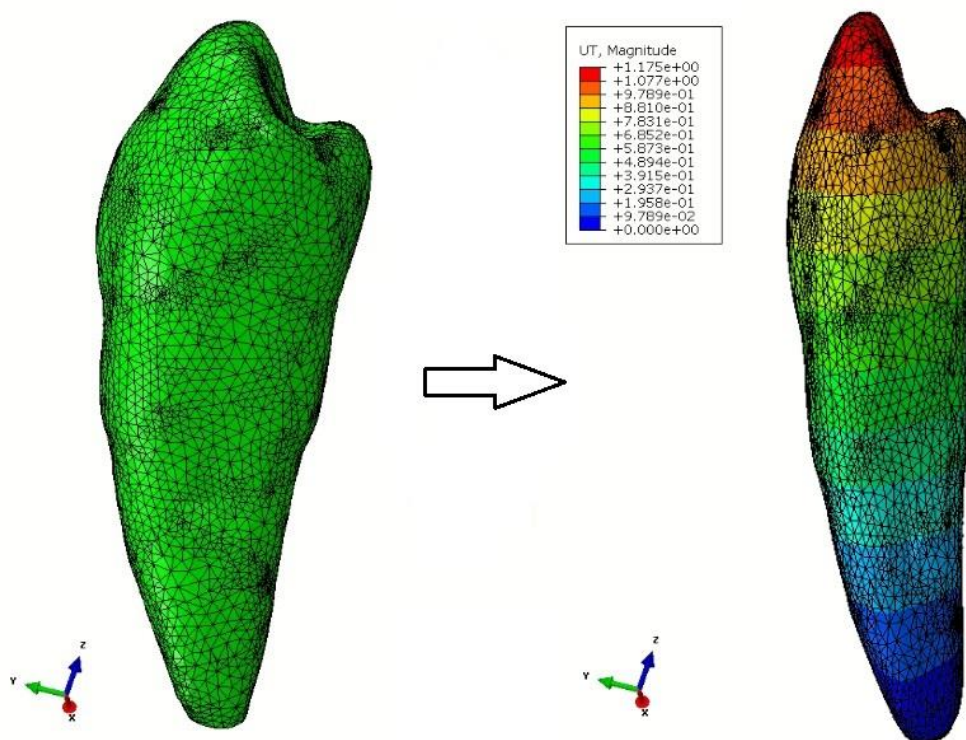 UT, Magnitude
+1.175e+00
+1.077e+00
+9.789e-01
+8.810e-01
+7.831e-01
+6.852e-01
+5.873e-01
+4.894e-01
+3.915e-01
+2.937e-01
+1.958e-01
+9.789e-02
+0.000e+00
Z
Y
X
Z
Y
X